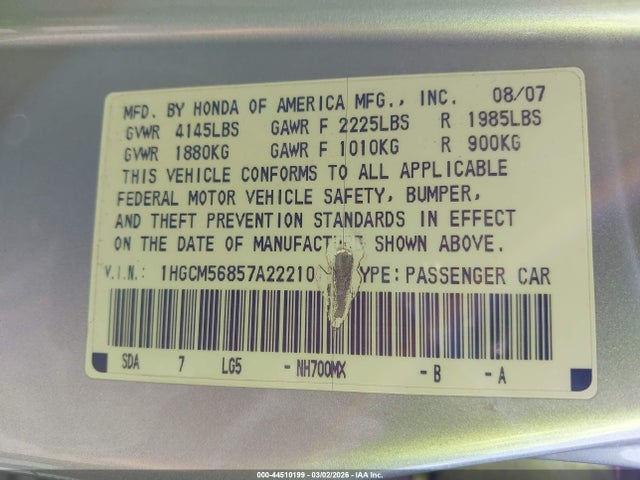 MFD. BY HONDA OF AMERICA MFG., INC. 08/07
GVWR 4145LBS GAWR F 2225LBS R 1985LBS
GVWR 1880KG GAWR F 1010KG R 900KG
THIS VEHICLE CONFORMS TO ALL APPLICABLE
FEDERAL MOTOR VEHICLE SAFETY, BUMPER,
AND THEFT PREVENTION STANDARDS IN EFFECT
ON THE DATE OF MANUFACT SHOWN ABOVE.
V.I.N.: 1HGCM56857A22210 YPE: PASSENGER CAR
SDA 7 LG5 - NH700MX - B - A
000-44510199 - 03/02/2026 - IAA Inc.